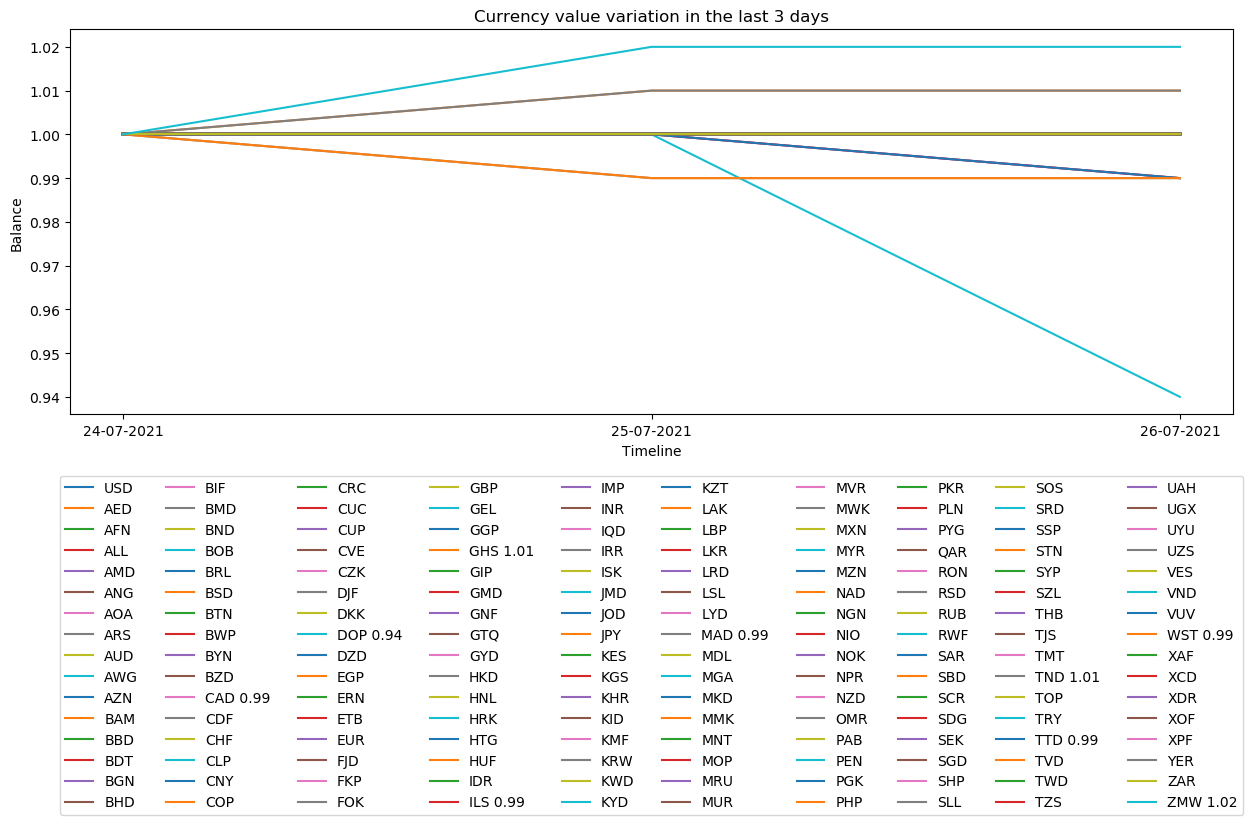 Currency value variation in the last 3 days
1.02
1.01
1.00
0.99
0.98
0.97
0.96
0.95
0.94
Balance
24-07-2021 25-07-2021 26-07-2021
Timeline
USD BIF CRC GBP IMP KZT MVR PKR SOS UAH
AED BMD CUC GEL INR LAK MWK PLN SRD UGX
AFN BND CUP GGP IQD LBP MXN PYG SSP UYU
ALL BOB CVE GHS 1.01 IRR LKR MYR QAR STN UZS
AMD BRL CZK GIP ISK LRD MZN RON SYP VES
ANG BSD DJF GMD JMD LSL NAD RSD SZL VND
AOA BTN DKK GNF JOD LYD NGN RUB THB VUV
ARS BWP DOP 0.94 GTQ JPY MAD 0.99 NIO RWF TJS WST 0.99
AUD BYN DZD GYD KES MDL NOK SAR TMT XAF
AWG BZD EGP HKD KGS MGA NPR SBD TND 1.01 XCD
AZN CAD 0.99 ERN HNL KHR MKD NZD SCR TOP XDR
BAM CDF ETB HRK KID MMK OMR SDG TRY XOF
BBD CHF EUR HTG KMF MNT PAB SEK TTD 0.99 XPF
BDT CLP FJD HUF KRW MOP PEN SGD TVD YER
BGN CNY FKP IDR KWD MRU PGK SHP TWD ZAR
BHD COP FOK ILS 0.99 KYD MUR PHP SLL TZS ZMW 1.02